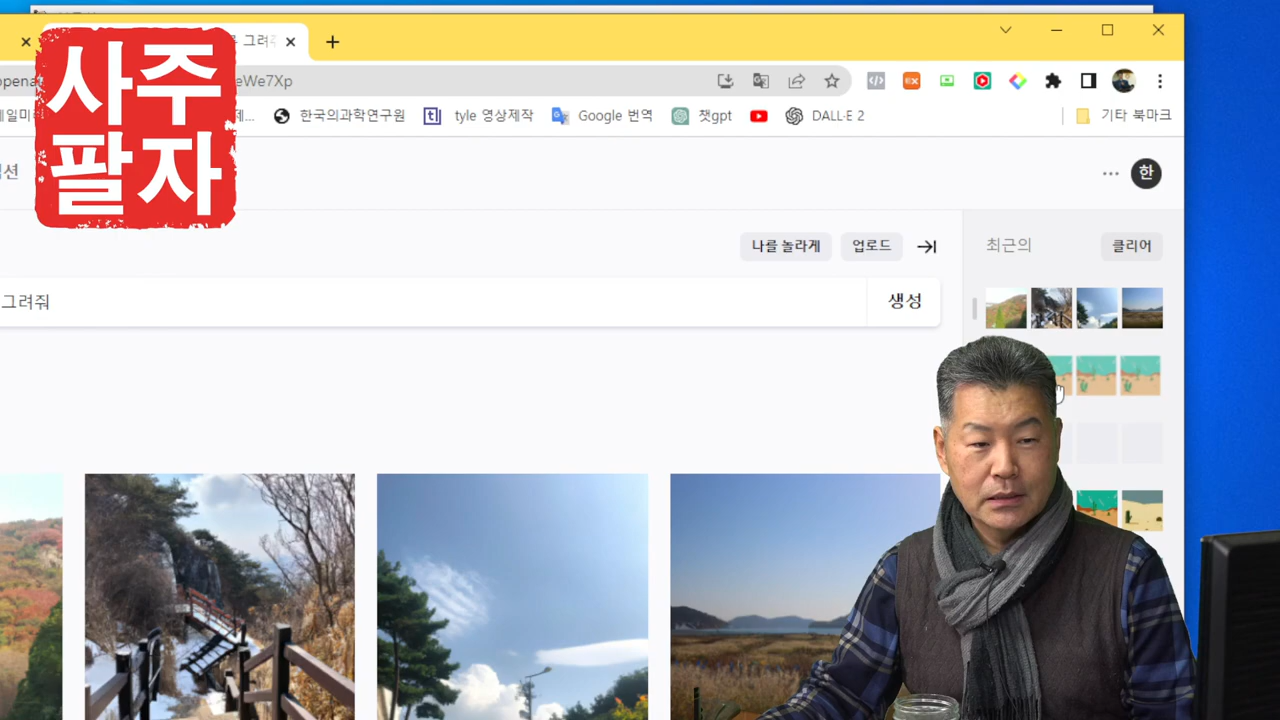 그려
사주
팔자
opena
eWe7Xp
한국의과학연구원
tyle 영상제작
Google 번역
챗gpt
DALL·E 2
기타 북마크
한
나를 놀라게
업로드
최근의
클리어
그려줘
생성